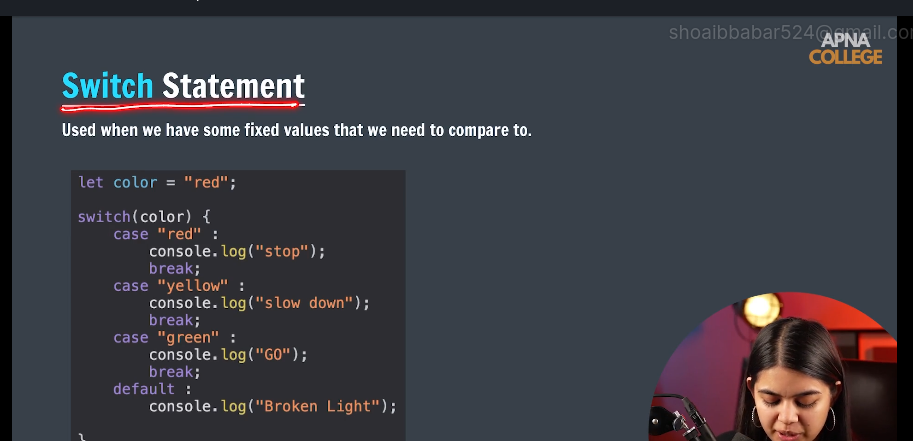 shoaibbabar524@gmail.co
APNA
COLLEGE
Switch Statement
Used when we have some fixed values that we need to compare to.
let color = "red";
switch(color) {
case "red" :
console.log("stop");
break;
case "yellow" :
console.log("slow down");
break;
case "green" :
console.log("GO");
break;
default :
console.log("Broken Light");
}